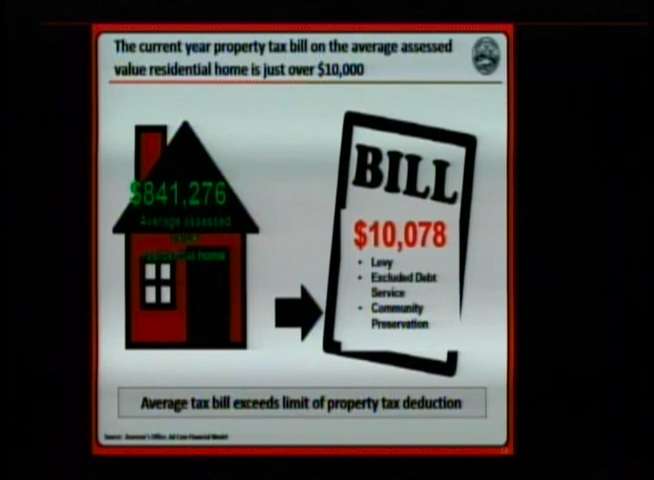 The current year property tax bill on the average assessed
value residential home is just over $10,000
$841,276
Average assessed
value
residential home
BILL
$10,078
• Levy
• Excluded Debt
Service
• Community
Preservation
Average tax bill exceeds limit of property tax deduction